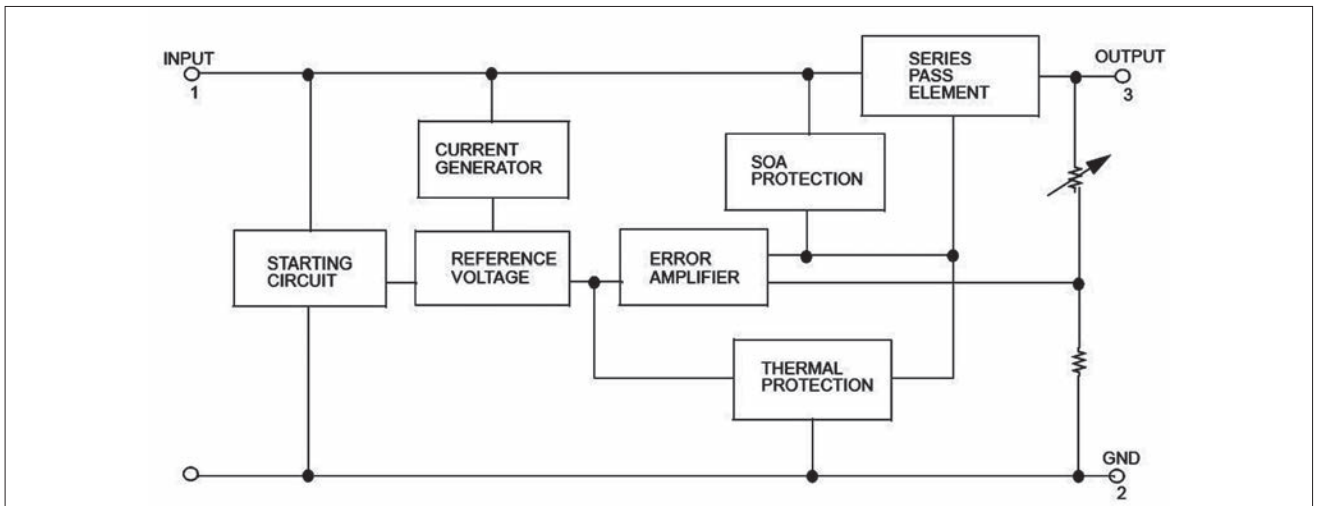 INPUT
1
SERIES
PASS
ELEMENT
OUTPUT
3
CURRENT
GENERATOR
SOA
PROTECTION
STARTING
CIRCUIT
REFERENCE
VOLTAGE
ERROR
AMPLIFIER
THERMAL
PROTECTION
GND
2